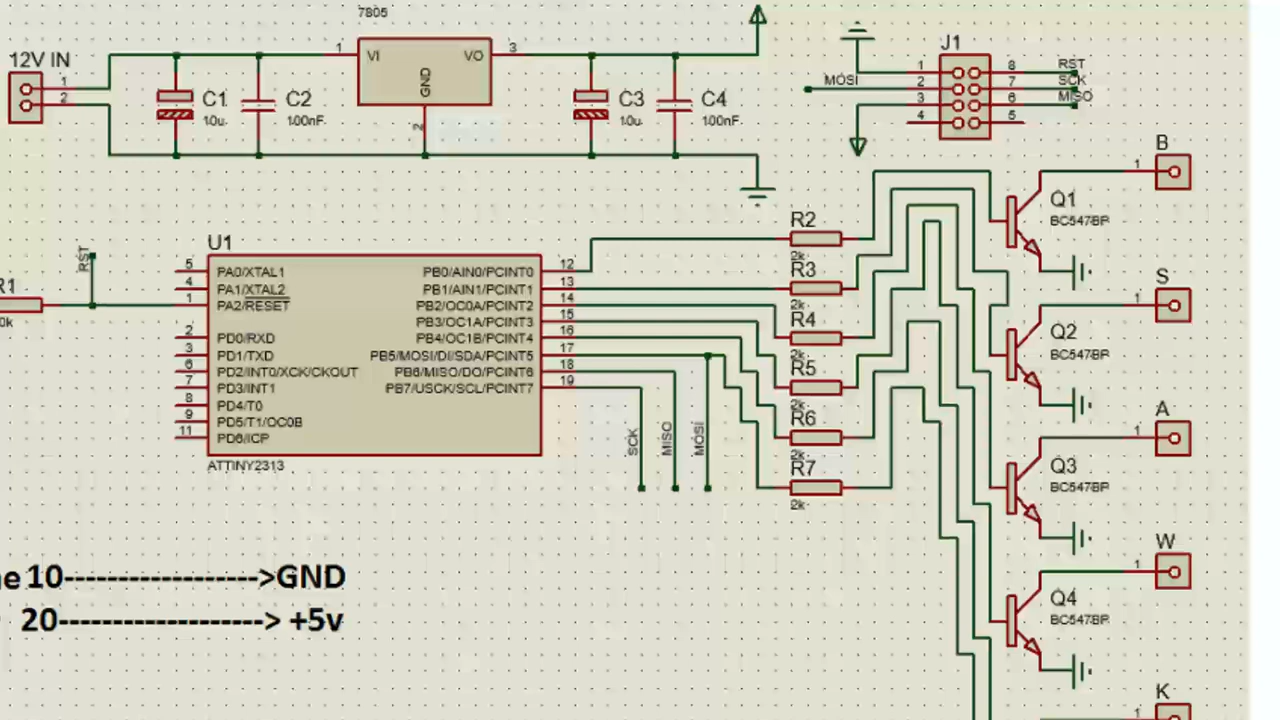 7805
12V IN
1
2
1
VI
VO
3
GND
2
C1
10u
C2
100nF
C3
10u
C4
100nF
J1
MOSI
1
2
3
4
8
7
6
5
RST
SCK
MISO
B
1
Q1
BC547BP
S
1
Q2
BC547BP
A
1
Q3
BC547BP
W
1
Q4
BC547BP
K
1
R2
2k
R3
2k
R4
2k
R5
2k
R6
2k
R7
2k
RST
R1
0k
U1
5 PA0/XTAL1
4 PA1/XTAL2
1 PA2/RESET
2 PD0/RXD
3 PD1/TXD
6 PD2/INT0/XCK/CKOUT
7 PD3/INT1
8 PD4/T0
9 PD5/T1/OC0B
11 PD6/ICP
PB0/AIN0/PCINT0 12
PB1/AIN1/PCINT1 13
PB2/OC0A/PCINT2 14
PB3/OC1A/PCINT3 15
PB4/OC1B/PCINT4 16
PB5/MOSI/DI/SDA/PCINT5 17
PB6/MISO/DO/PCINT6 18
PB7/USCK/SCL/PCINT7 19
ATTINY2313
SCK
MISO
MOSI
ne 10------------------>GND
20-------------------> +5v